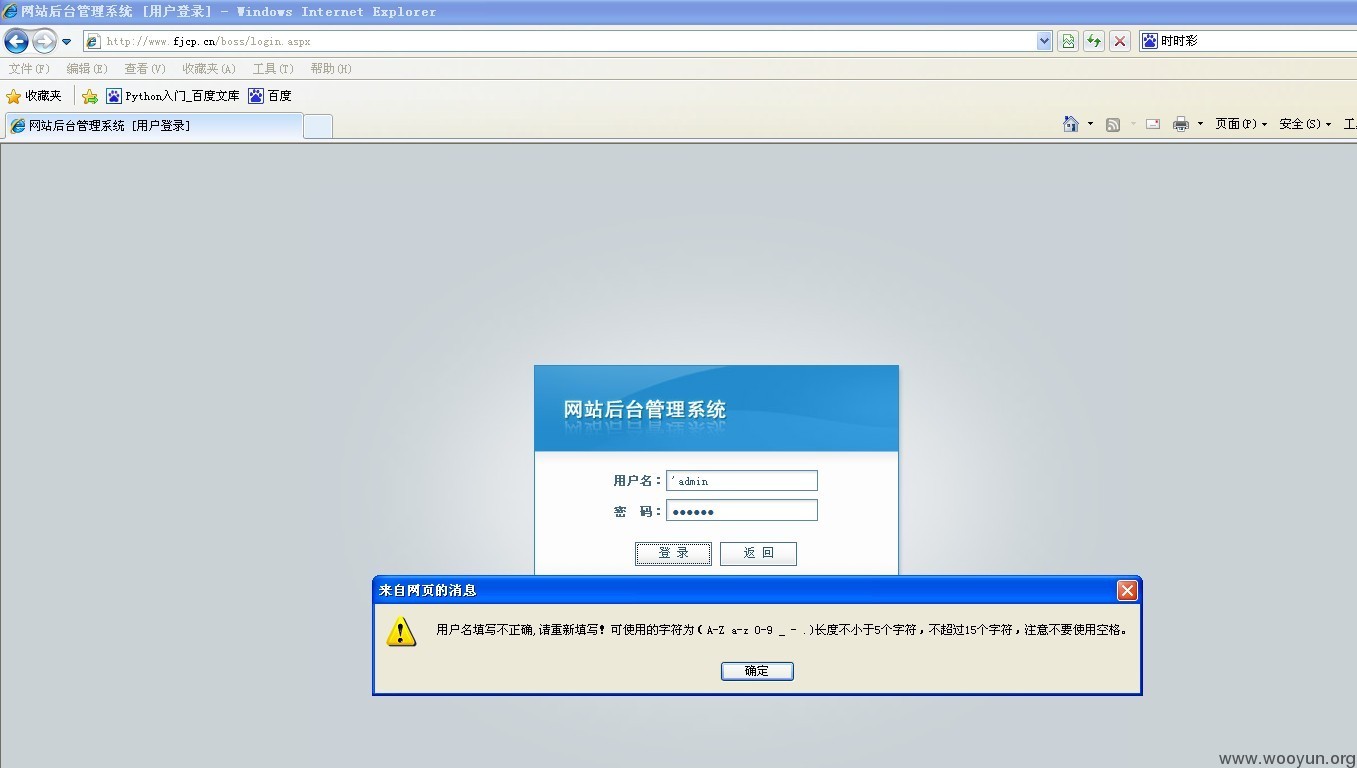 网站后台管理系统 [用户登录] - Windows Internet Explorer
http://www.fjcp.cn/boss/login.aspx
时时彩
文件(F) 编辑(E) 查看(V) 收藏夹(A) 工具(T) 帮助(H)
收藏夹 Python入门_百度文库 百度
网站后台管理系统 [用户登录]
页面(P) 安全(S) 工
网站后台管理系统
用户名：'admin
密 码：●●●●●●
登 录 返 回
来自网页的消息
用户名填写不正确,请重新填写！可使用的字符为( A-Z a-z 0-9 _ - .)长度不小于5个字符，不超过15个字符，注意不要使用空格。
确定
www.wooyun.org